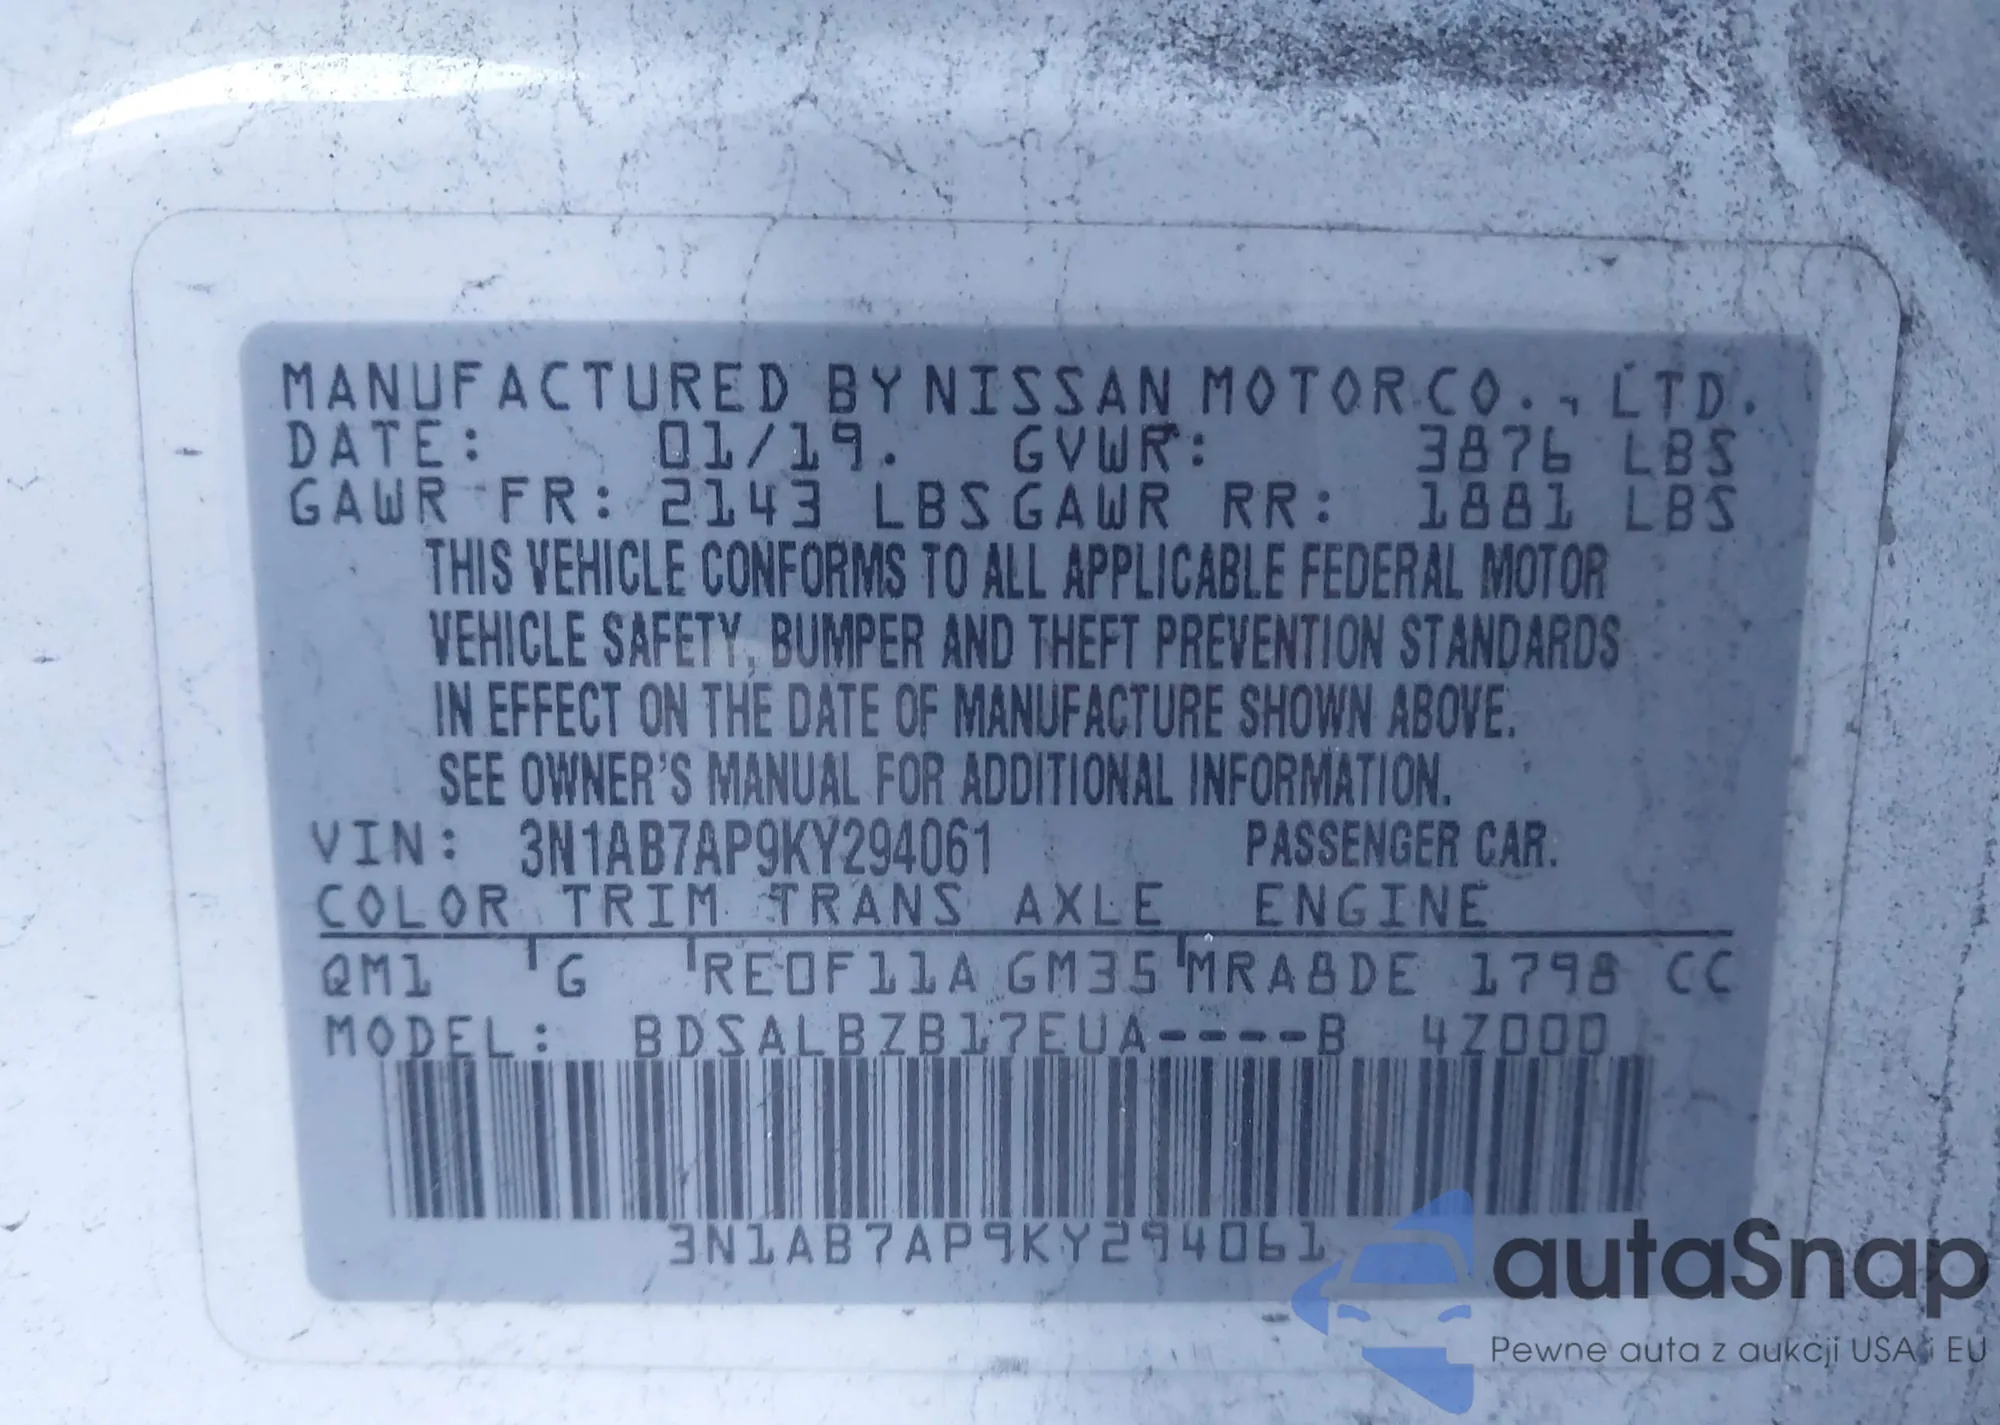 MANUFACTURED BY NISSAN MOTOR CO., LTD.
DATE: 01/19. GVWR: 3876 LBS
GAWR FR: 2143 LBS GAWR RR: 1881 LBS
THIS VEHICLE CONFORMS TO ALL APPLICABLE FEDERAL MOTOR
VEHICLE SAFETY, BUMPER AND THEFT PREVENTION STANDARDS
IN EFFECT ON THE DATE OF MANUFACTURE SHOWN ABOVE.
SEE OWNER'S MANUAL FOR ADDITIONAL INFORMATION.
VIN: 3N1AB7AP9KY294061 PASSENGER CAR.
COLOR TRIM TRANS AXLE ENGINE
QM1 G RE0F11A GM35 MRA8DE 1798 CC
MODEL: BDSALBZB17EUA----B 4Z000
3N1AB7AP9KY294061
autoSnap
Pewne auta z aukcji USA i EU